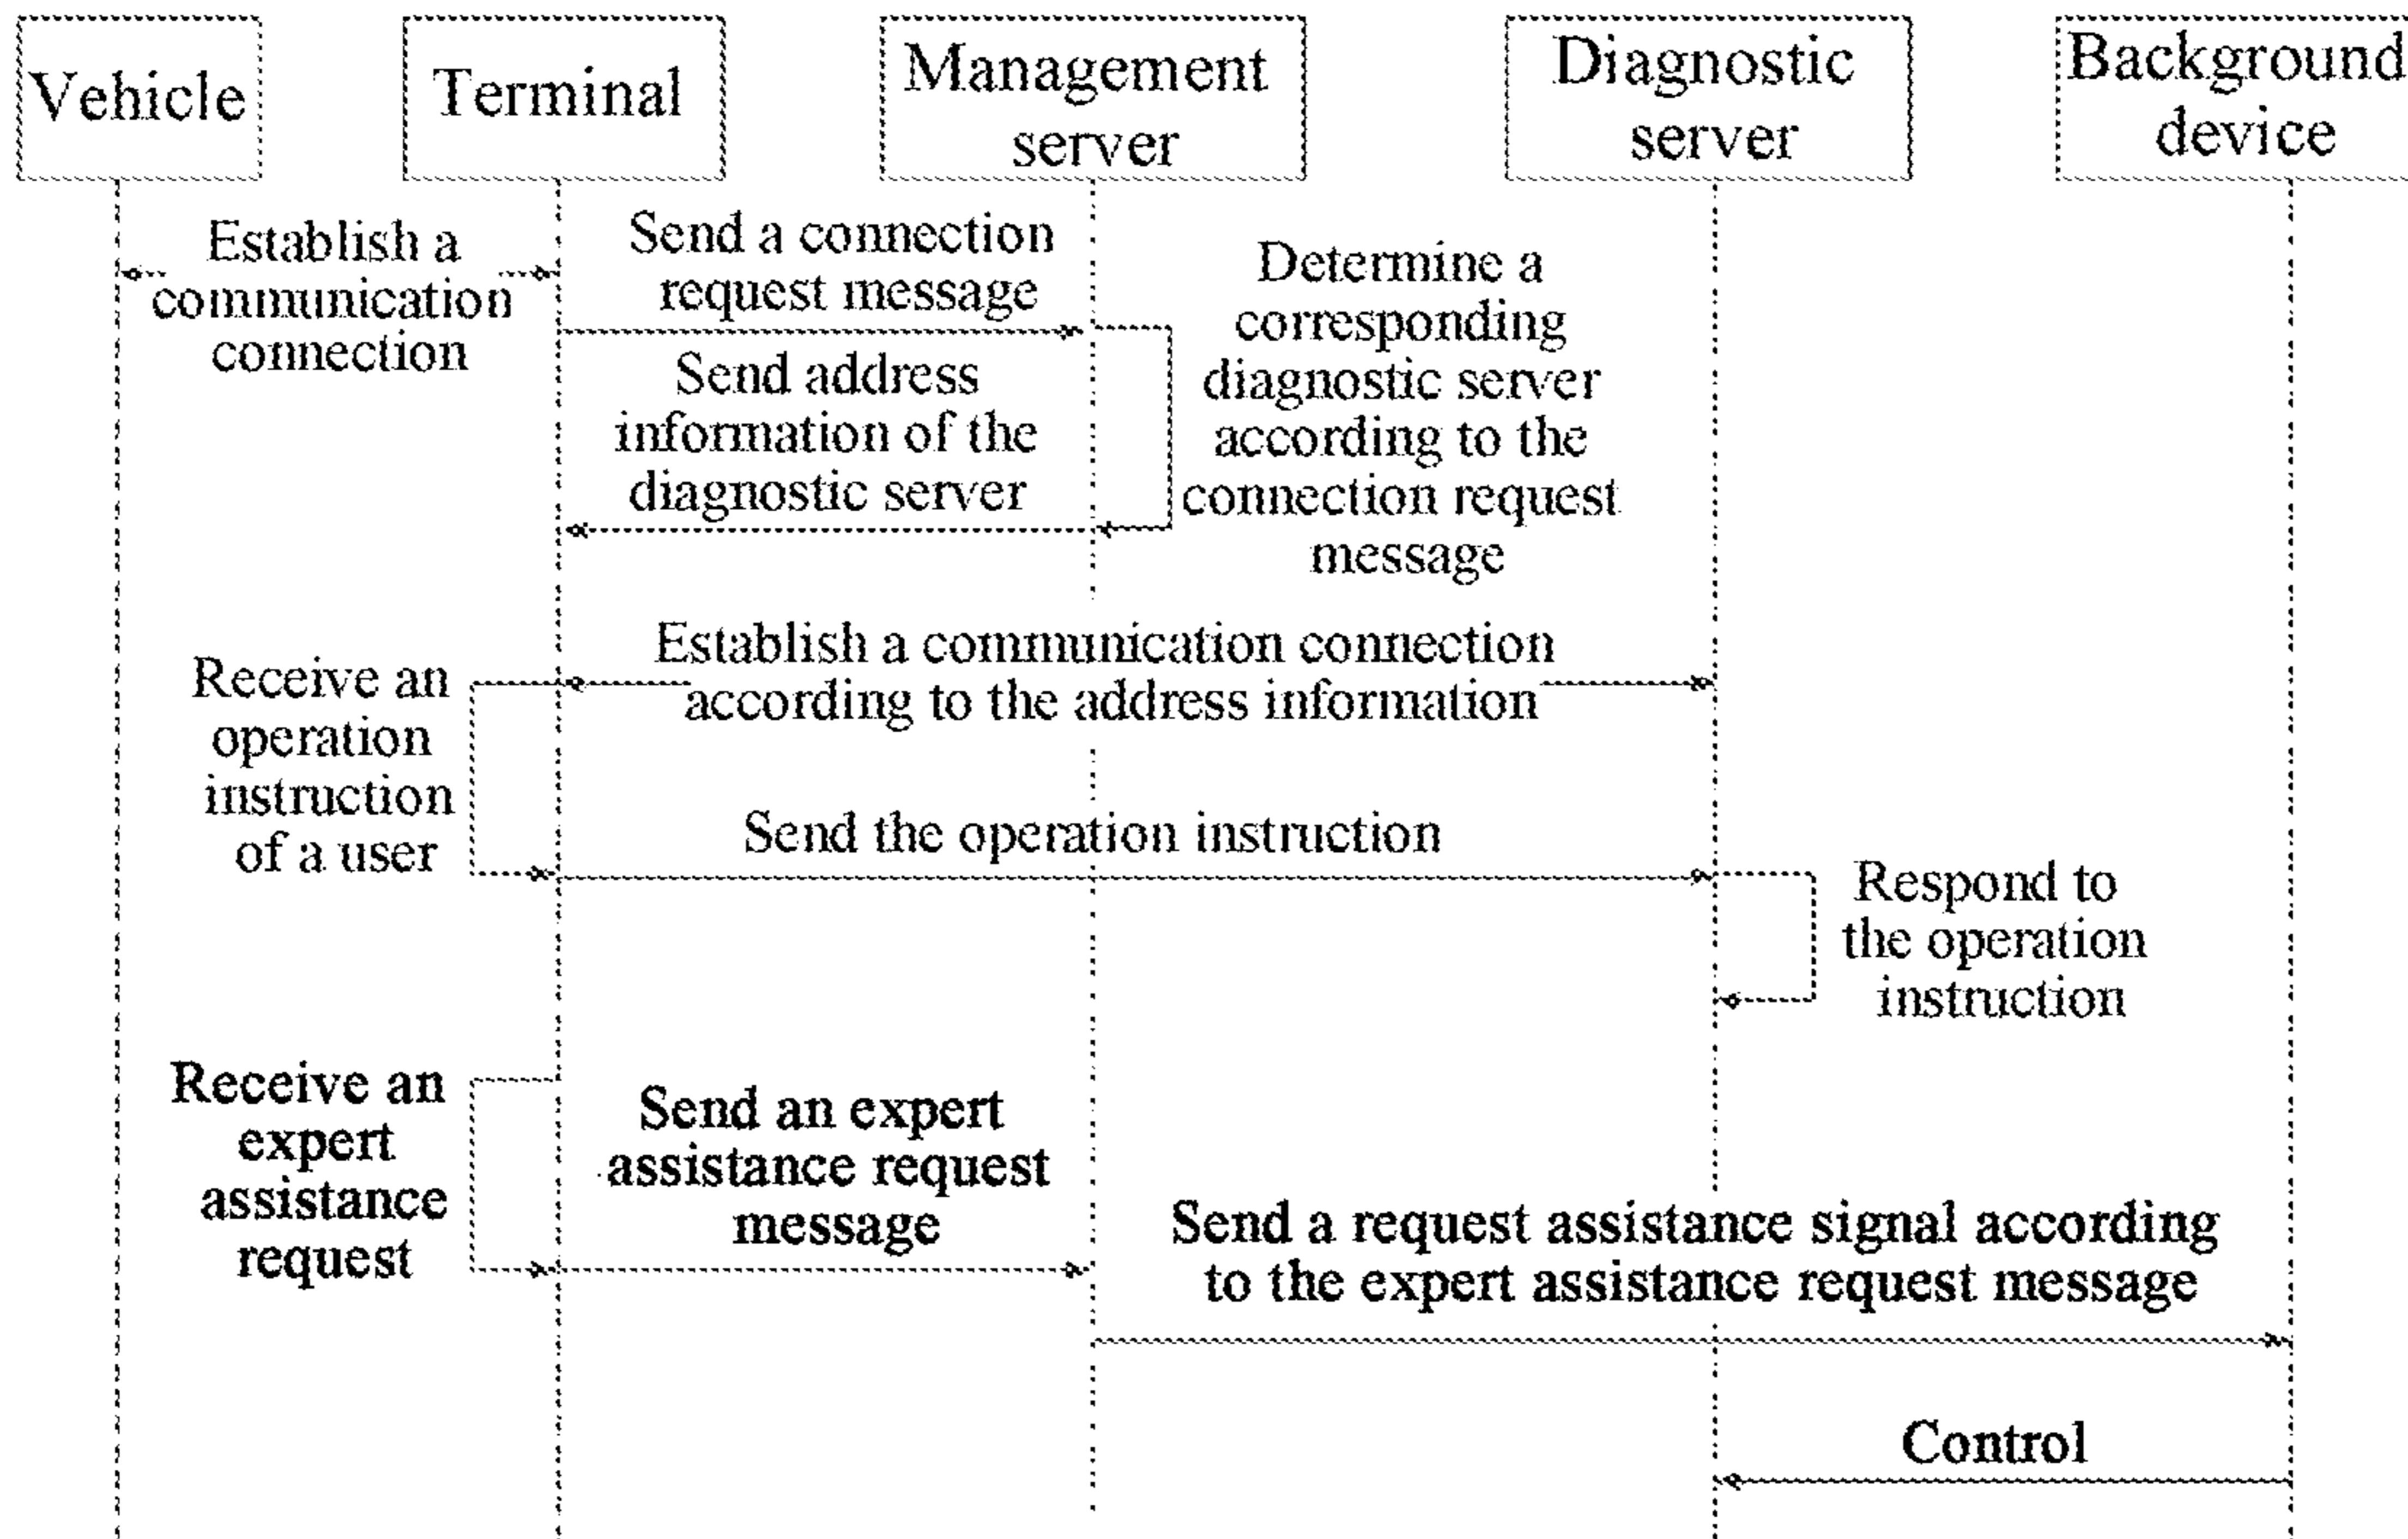 Vehicle
Terminal
Management
server
Diagnostic
server
Background
device
Establish a
communication
connection
Send a connection
request message
Determine a
corresponding
diagnostic server
according to the
connection request
message
Send address
information of the
diagnostic server
Establish a communication connection
according to the address information
Receive an
operation
instruction
of a user
Send the operation instruction
Respond to
the operation
instruction
Receive an
expert
assistance
request
Send an expert
assistance request
message
Send a request assistance signal according
to the expert assistance request message
Control